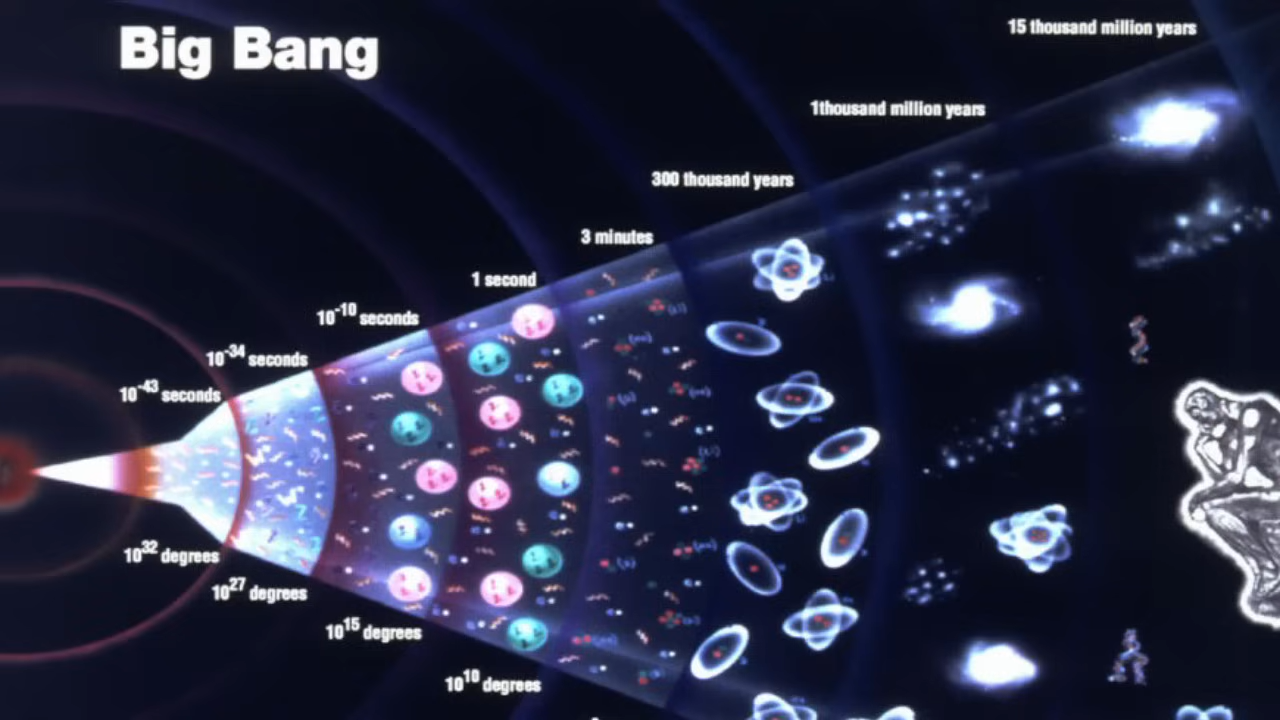 Big Bang
15 thousand million years
1thousand million years
300 thousand years
3 minutes
1 second
10⁻¹⁰ seconds
10⁻³⁴ seconds
10⁻⁴³ seconds
10³² degrees
10²⁷ degrees
10¹⁵ degrees
10¹⁰ degrees